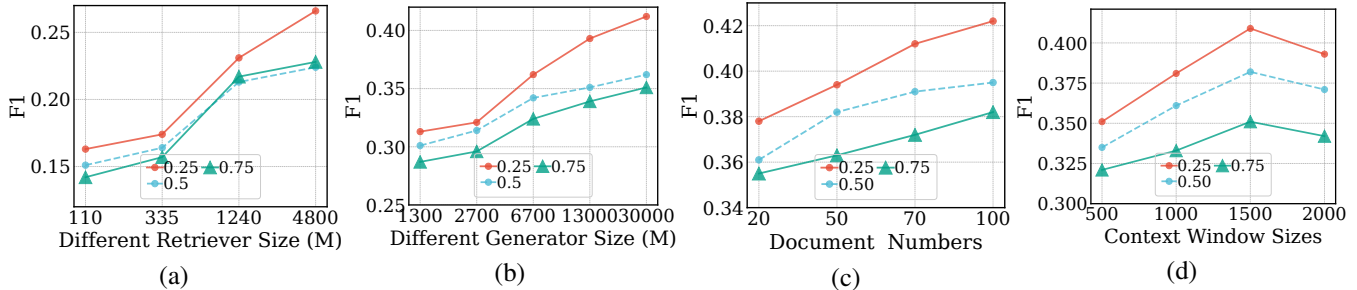 F1
0.25
0.20
0.15
110 335 1240 4800
Different Retriever Size (M)
0.25 0.75
0.5
(a)
F1
0.40
0.35
0.30
0.25
1300 2700 6700 13000 30000
Different Generator Size (M)
0.25 0.75
0.5
(b)
F1
0.42
0.40
0.38
0.36
0.34
20 50 70 100
Document Numbers
0.25 0.75
0.50
(c)
F1
0.400
0.375
0.350
0.325
0.300
500 1000 1500 2000
Context Window Sizes
0.25 0.75
0.50
(d)